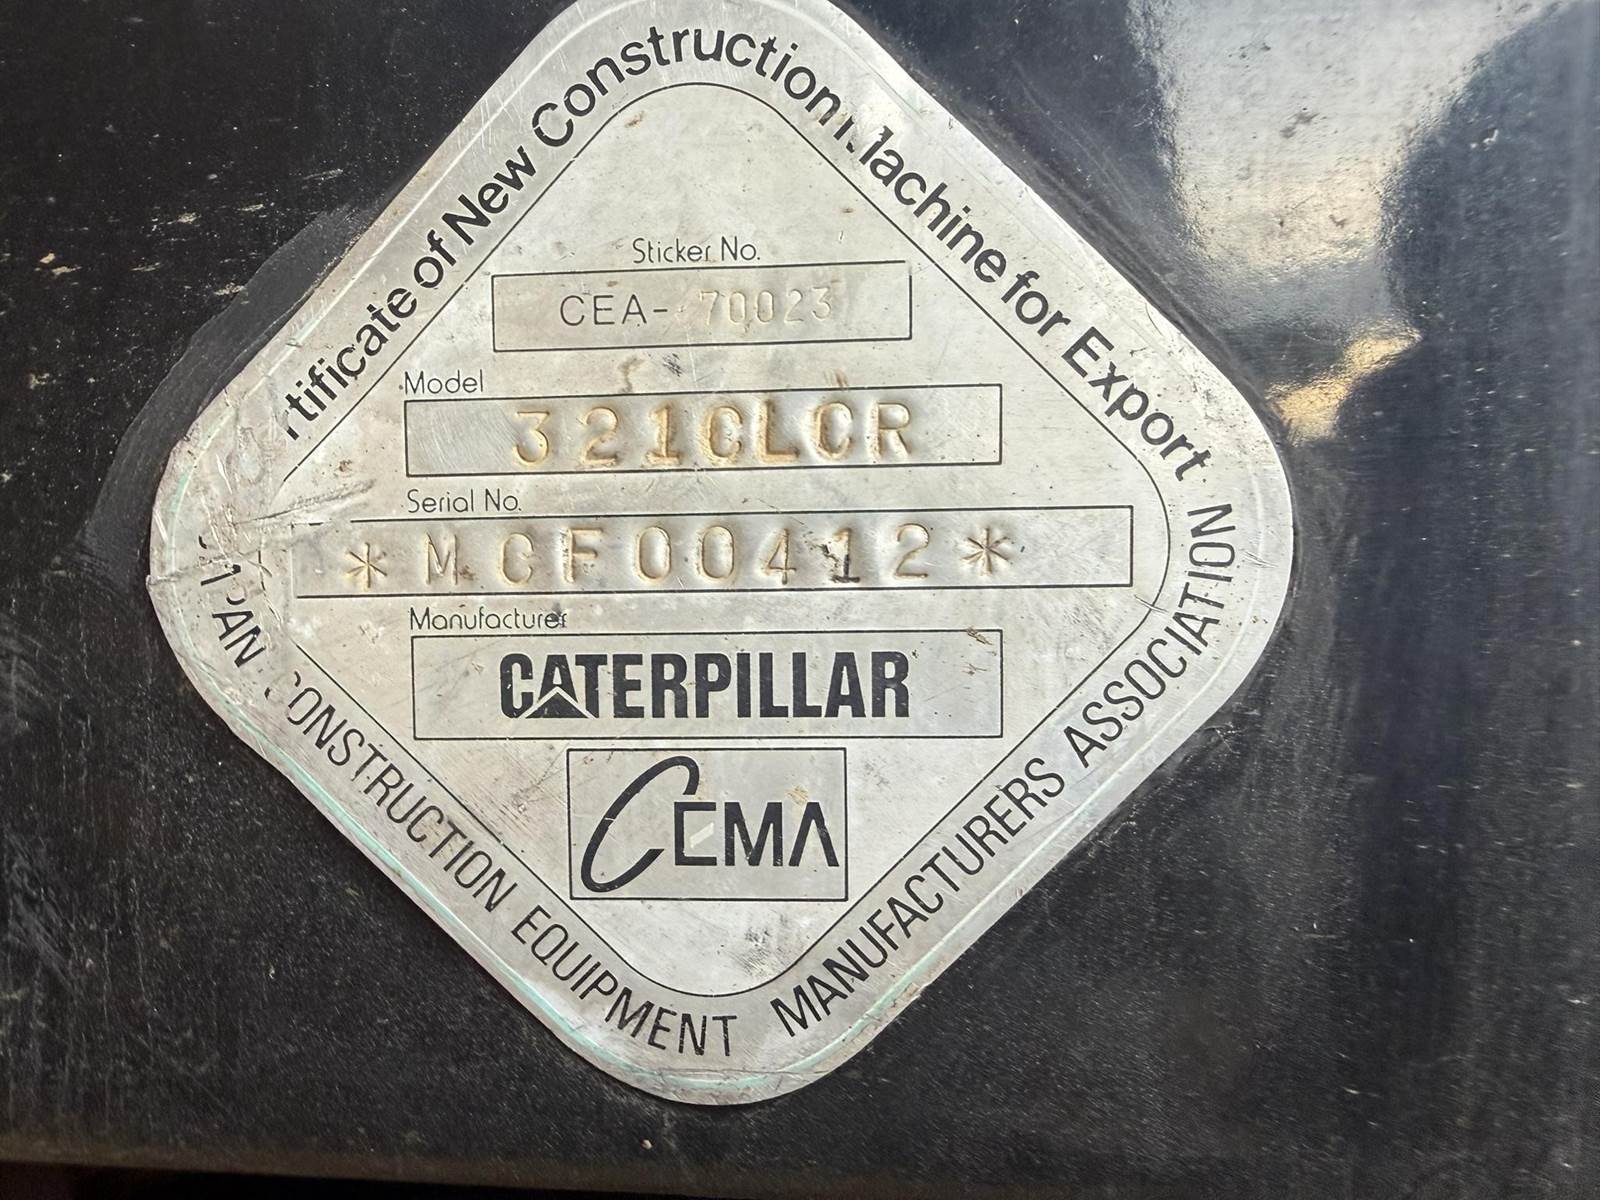 rtificate of New Construction Machine for Export
Sticker No.
CEA- 70023
Model
321CLCR
Serial No.
*MCF00412*
Manufacturer
CATERPILLAR
CEMA
JAPAN CONSTRUCTION EQUIPMENT MANUFACTURERS ASSOCIATION